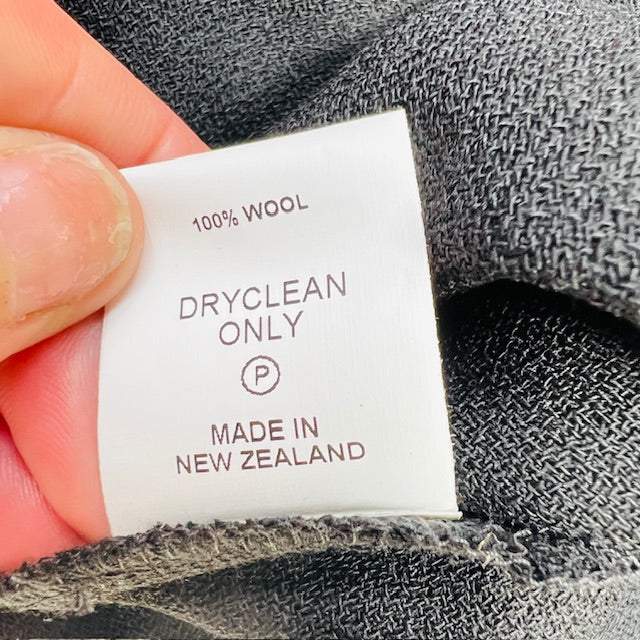 100% WOOL
DRYCLEAN
ONLY
P
MADE IN
NEW ZEALAND